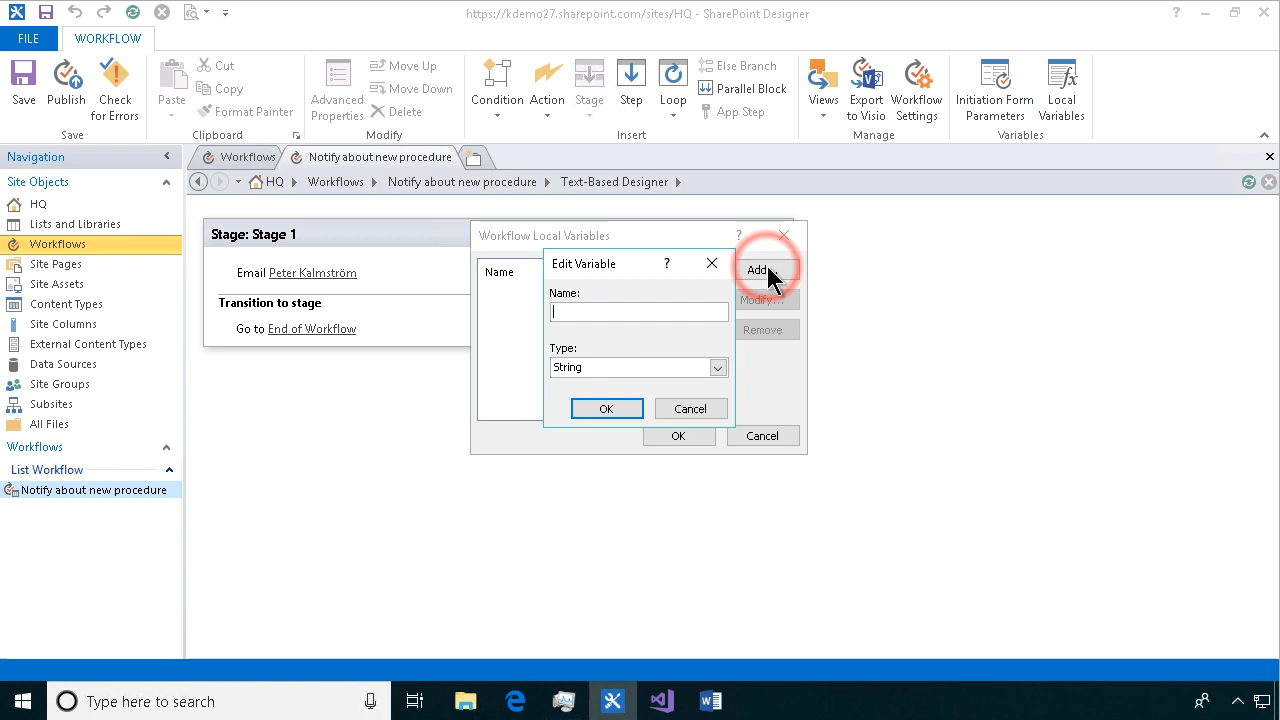 https://kdemo27.sharepoint.com/sites/HQ - SharePoint Designer
FILE
WORKFLOW
Save
Publish
Check
for Errors
Save
Paste
Cut
Copy
Format Painter
Clipboard
Advanced
Properties
Move Up
Move Down
Delete
Modify
Condition
Action
Stage
Step
Loop
Else Branch
Parallel Block
App Step
Insert
Views
Export
to Visio
Workflow
Settings
Manage
Initiation Form
Parameters
Local
Variables
Variables
Navigation
Site Objects
HQ
Lists and Libraries
Workflows
Site Pages
Site Assets
Content Types
Site Columns
External Content Types
Data Sources
Site Groups
Subsites
All Files
Workflows
List Workflow
Notify about new procedure
Workflows
Notify about new procedure
HQ
Workflows
Notify about new procedure
Text-Based Designer
Stage: Stage 1
Email Peter Kalmström
Transition to stage
Go to End of Workflow
Workflow Local Variables
?
Name
Add
Modify...
Remove
OK
Cancel
Edit Variable
?
Name:
Type:
String
OK
Cancel
Type here to search